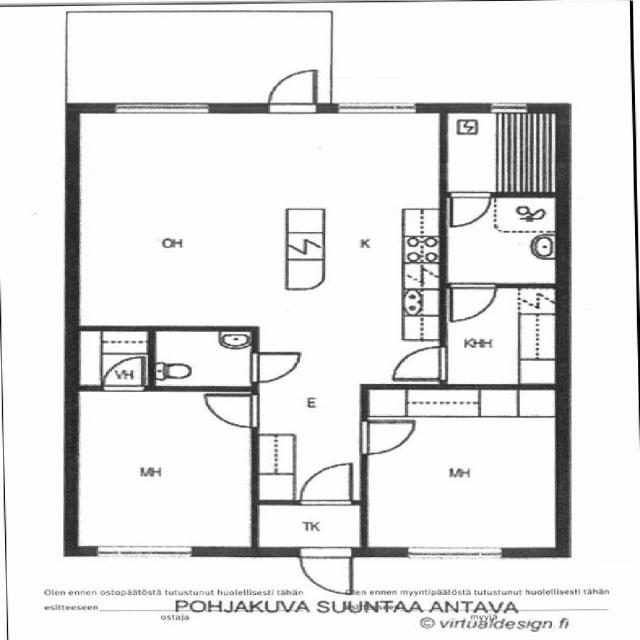 ÖH
K
KHH
VH
E
MH
MH
TK
Olen ennen ostopäätöstä tutustunut huolellisesti tähän
esitteeseen
ostaja
Olen ennen myyntipäätöstä tutustunut huolellisesti tähän
esitteeseen
myyjä
POHJAKUVA SUUNTAA ANTAVA
© virtualdesign.fi